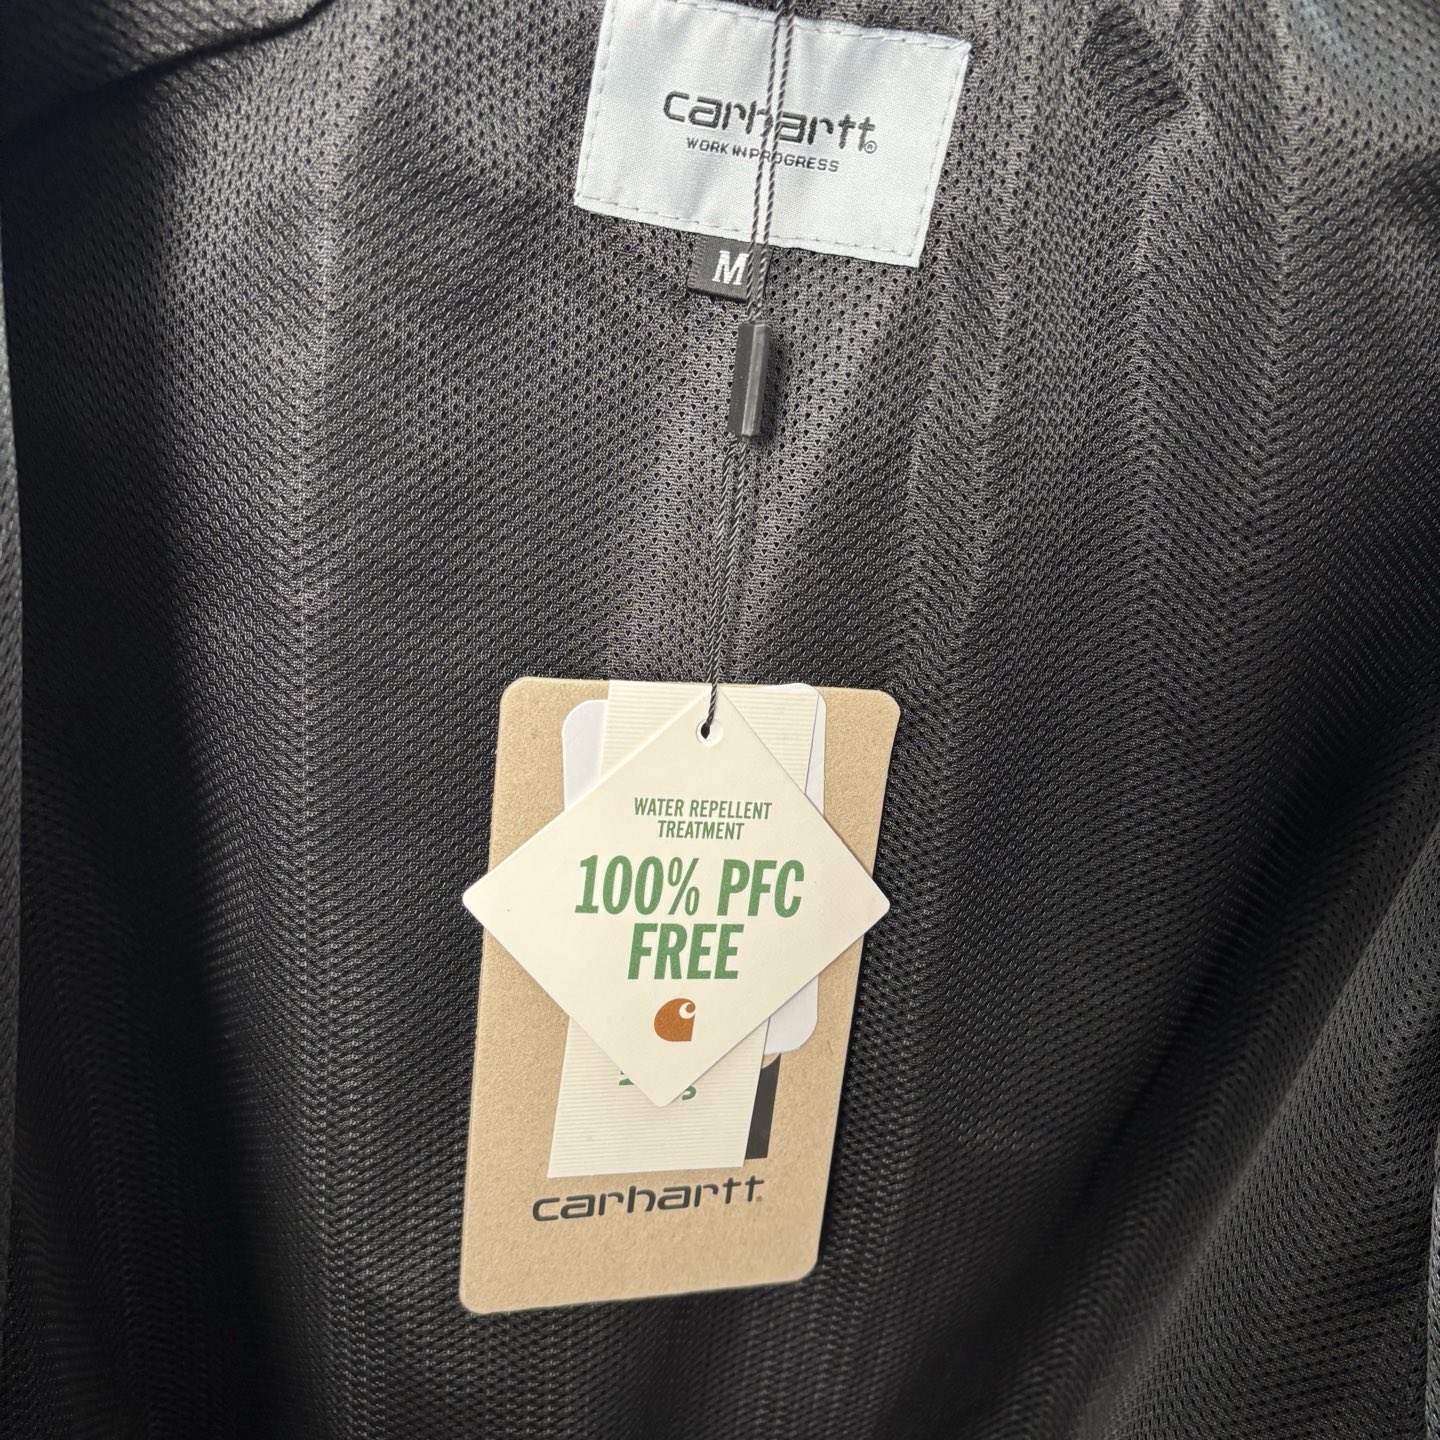 carhartt®
WORK IN PROGRESS
M
WATER REPELLENT
TREATMENT
100% PFC
FREE
carhartt